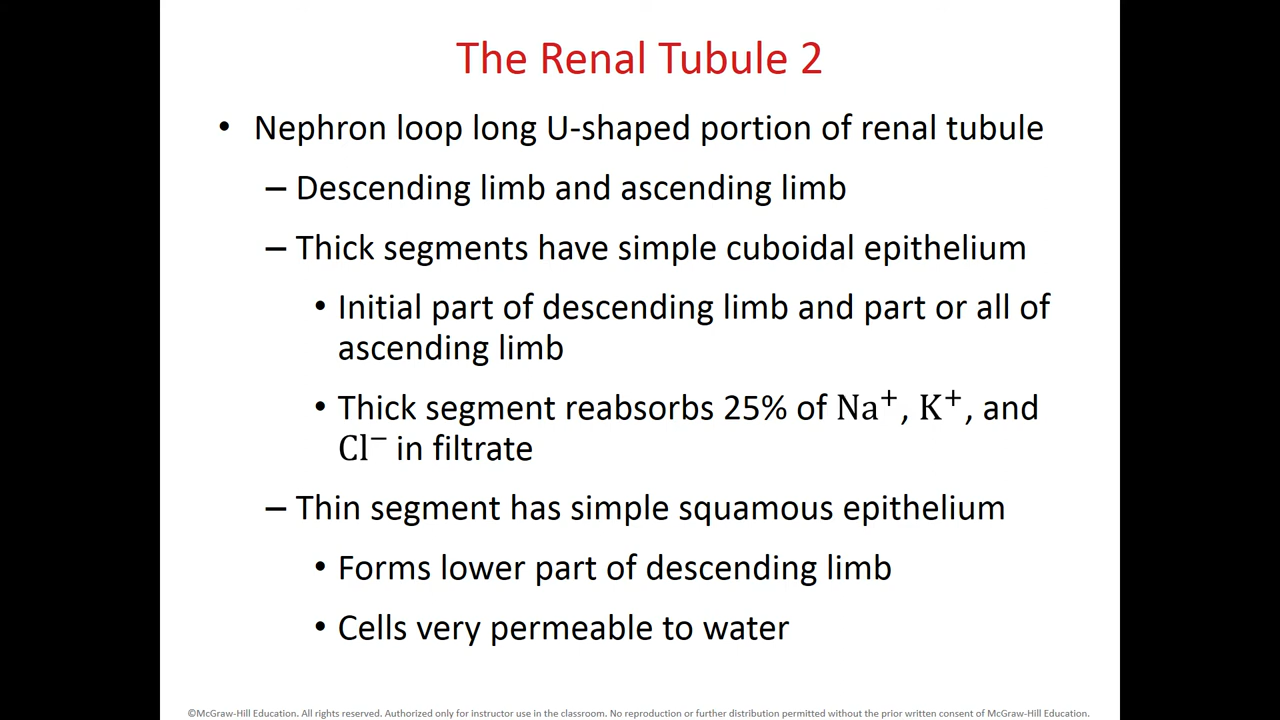 The Renal Tubule 2
• Nephron loop long U-shaped portion of renal tubule
– Descending limb and ascending limb
– Thick segments have simple cuboidal epithelium
• Initial part of descending limb and part or all of
ascending limb
• Thick segment reabsorbs 25% of Na⁺, K⁺, and
Cl⁻ in filtrate
– Thin segment has simple squamous epithelium
• Forms lower part of descending limb
• Cells very permeable to water
©McGraw-Hill Education. All rights reserved. Authorized only for instructor use in the classroom. No reproduction or further distribution permitted without the prior written consent of McGraw-Hill Education.